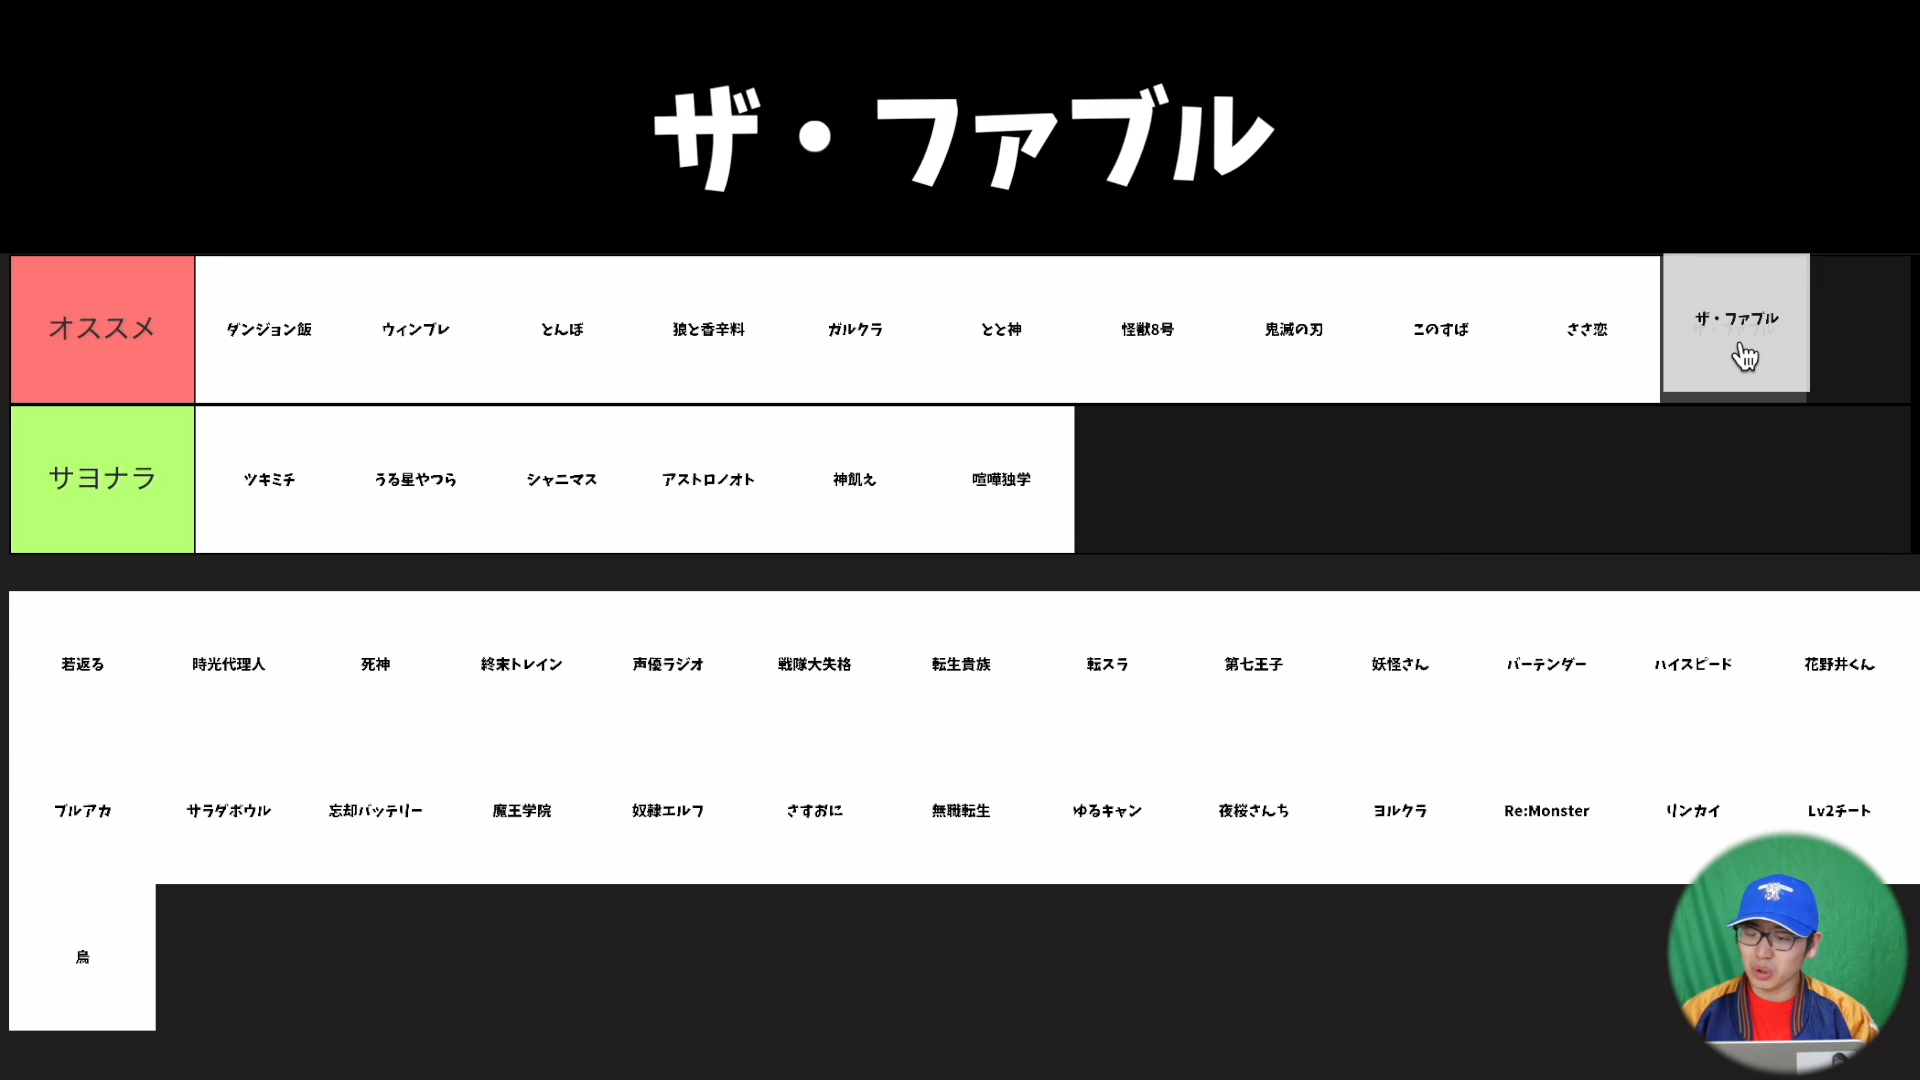 ザ・ファブル
オススメ
ダンジョン飯 ウィンブレ とんぼ 狼と香辛料 ガルクラ とと神 怪獣8号 鬼滅の刃 このすば ささ恋 ザ・ファブル
サヨナラ
ツキミチ うる星やつら シャニマス アストロノオト 神飢え 喧嘩独学
若返る 時光代理人 死神 終末トレイン 声優ラジオ 戦隊大失格 転生貴族 転スラ 第七王子 妖怪さん バーテンダー ハイスピード 花野井くん
ブルアカ サラダボウル 忘却バッテリー 魔王学院 奴隷エルフ さすおに 無職転生 ゆるキャン 夜桜さんち ヨルクラ Re:Monster リンカイ Lv2チート
烏